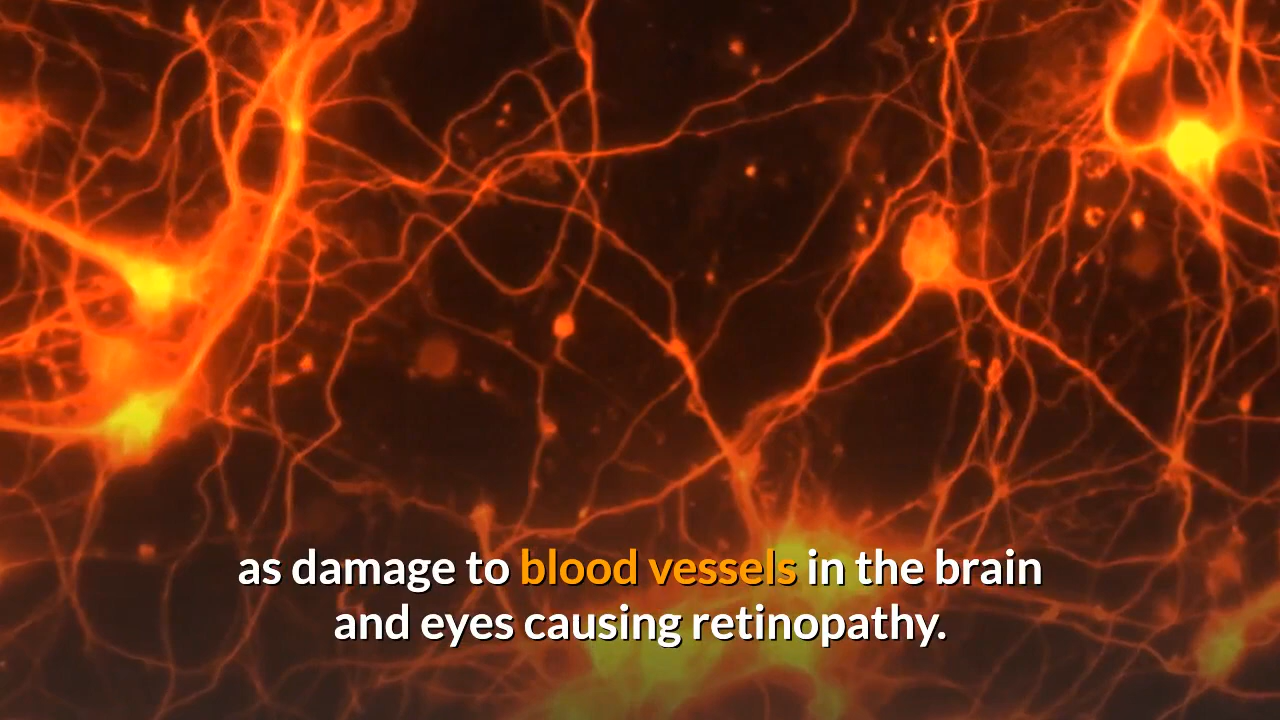 as damage to blood vessels in the brain
and eyes causing retinopathy.